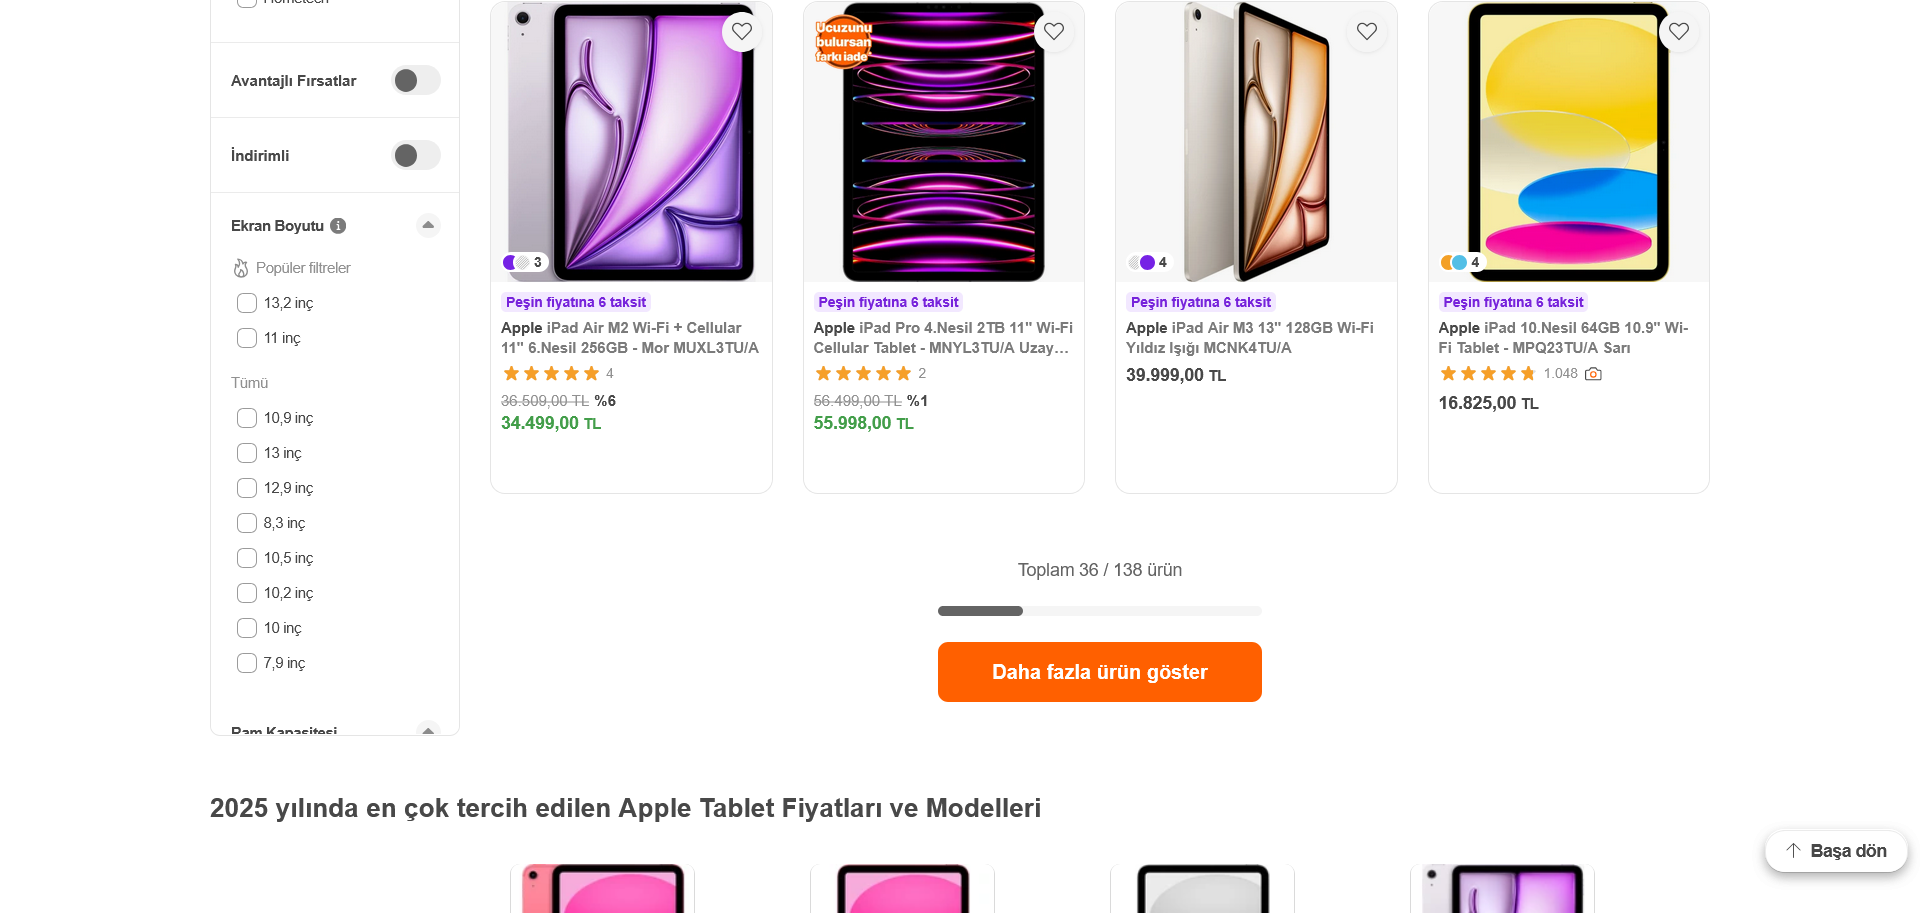 Hometech
Avantajlı Fırsatlar
İndirimli
Ekran Boyutu
Popüler filtreler
13,2 inç
11 inç
Tümü
10,9 inç
13 inç
12,9 inç
8,3 inç
10,5 inç
10,2 inç
10 inç
7,9 inç
Ram Kapasitesi
3
Peşin fiyatına 6 taksit
Apple iPad Air M2 Wi-Fi + Cellular
11" 6.Nesil 256GB - Mor MUXL3TU/A
4
36.509,00 TL %6
34.499,00 TL
Ucuzunu
bulursan
farkı iade
Peşin fiyatına 6 taksit
Apple iPad Pro 4.Nesil 2TB 11" Wi-Fi
Cellular Tablet - MNYL3TU/A Uzay...
2
56.499,00 TL %1
55.998,00 TL
4
Peşin fiyatına 6 taksit
Apple iPad Air M3 13" 128GB Wi-Fi
Yıldız Işığı MCNK4TU/A
39.999,00 TL
4
Peşin fiyatına 6 taksit
Apple iPad 10.Nesil 64GB 10.9" Wi-
Fi Tablet - MPQ23TU/A Sarı
1.048
16.825,00 TL
Toplam 36 / 138 ürün
Daha fazla ürün göster
2025 yılında en çok tercih edilen Apple Tablet Fiyatları ve Modelleri
Başa dön